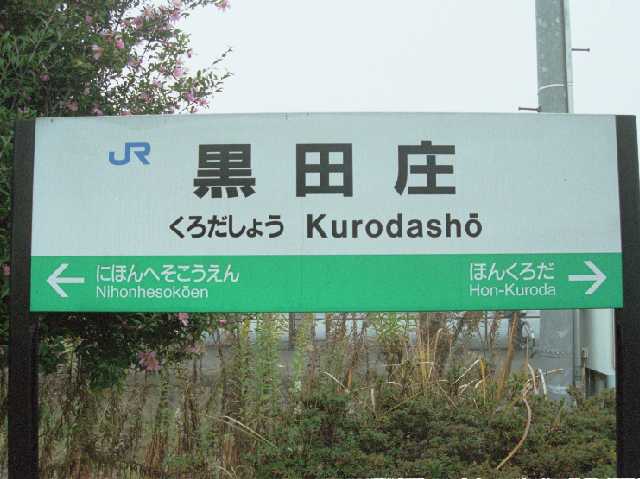 JR
黒田庄
くろだしょう Kurodashō
にほんへそこうえん
Nihonhesokōen
ほんくろだ
Hon-Kuroda